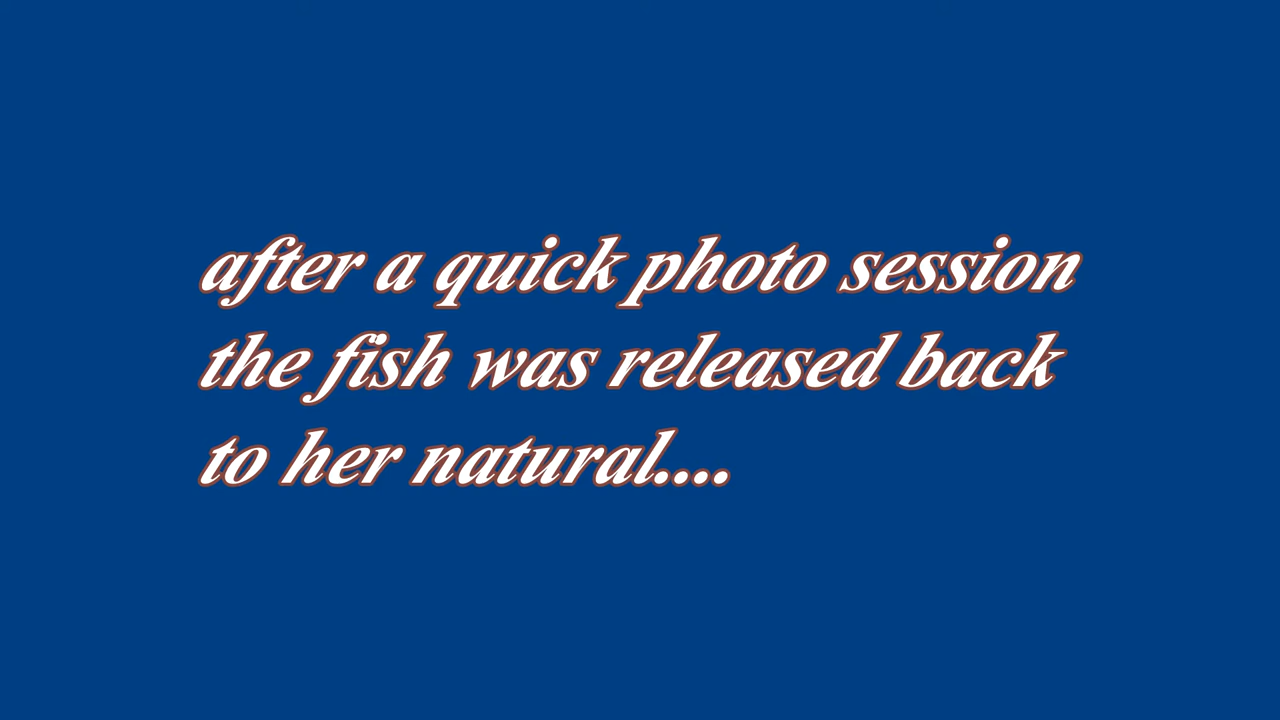 after a quick photo session
the fish was released back
to her natural....